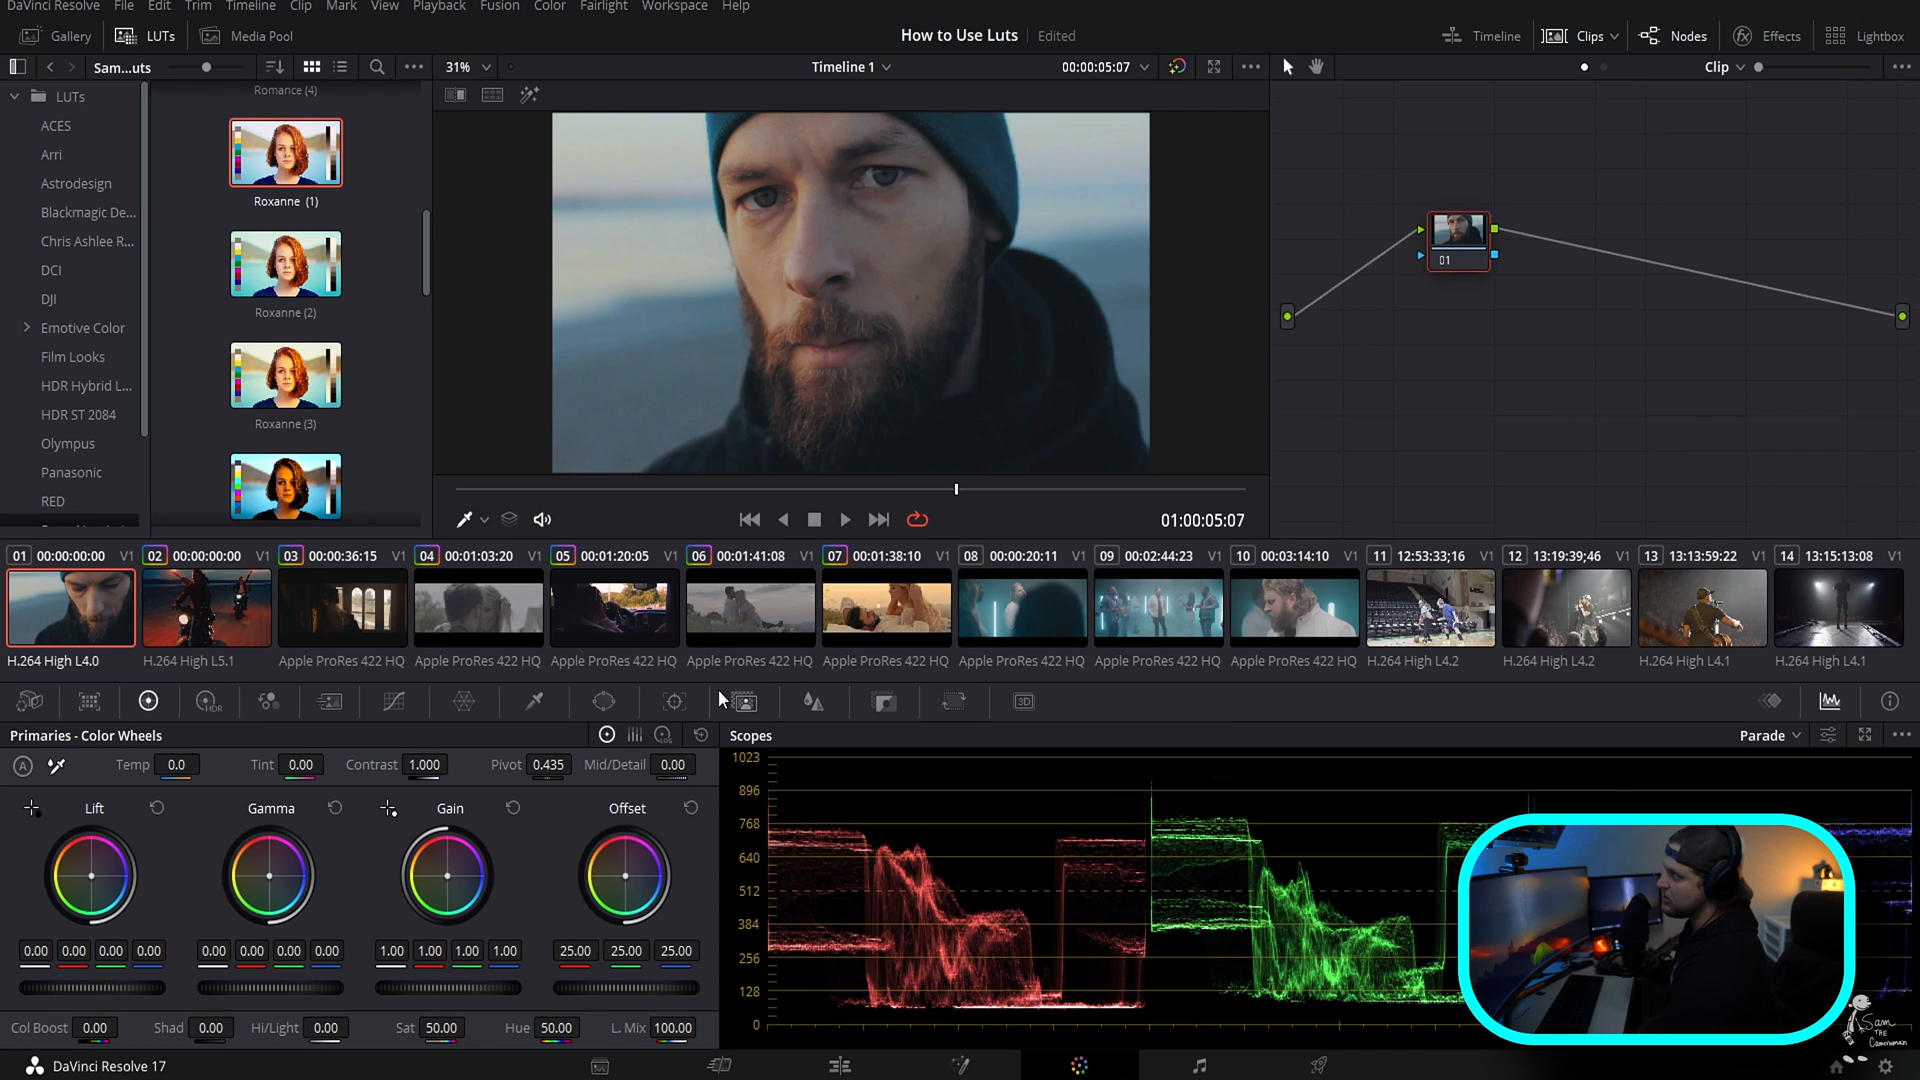 DaVinci Resolve File Edit Trim Timeline Clip Mark View Playback Fusion Color Fairlight Workspace Help
Gallery LUTs Media Pool How to Use Luts Edited Timeline Clips Nodes Effects Lightbox
Sam...uts 31% Timeline 1 00:00:05:07 Clip
LUTs
ACES
Arri
Astrodesign
Blackmagic De...
Chris Ashlee R...
DCI
DJI
Emotive Color
Film Looks
HDR Hybrid L...
HDR ST 2084
Olympus
Panasonic
RED
Romance (4)
Roxanne (1)
Roxanne (2)
Roxanne (3)
01
01:00:05:07
01 00:00:00:00 V1 02 00:00:00:00 V1 03 00:00:36:15 V1 04 00:01:03:20 V1 05 00:01:20:05 V1 06 00:01:41:08 V1 07 00:01:38:10 V1 08 00:00:20:11 V1 09 00:02:44:23 V1 10 00:03:14:10 V1 11 12:53:33;16 V1 12 13:19:39;46 V1 13 13:13:59:22 V1 14 13:15:13:08 V1
H.264 High L4.0 H.264 High L5.1 Apple ProRes 422 HQ Apple ProRes 422 HQ Apple ProRes 422 HQ Apple ProRes 422 HQ Apple ProRes 422 HQ Apple ProRes 422 HQ Apple ProRes 422 HQ Apple ProRes 422 HQ H.264 High L4.2 H.264 High L4.2 H.264 High L4.1 H.264 High L4.1
HDR 3D
Primaries - Color Wheels LOG
A Temp 0.0 Tint 0.00 Contrast 1.000 Pivot 0.435 Mid/Detail 0.00
Lift Gamma Gain Offset
0.00 0.00 0.00 0.00 0.00 0.00 0.00 0.00 1.00 1.00 1.00 1.00 25.00 25.00 25.00
Col Boost 0.00 Shad 0.00 Hi/Light 0.00 Sat 50.00 Hue 50.00 L. Mix 100.00
Scopes Parade
1023
896
768
640
512
384
256
128
0
Sam
THE
Cameraman
DaVinci Resolve 17